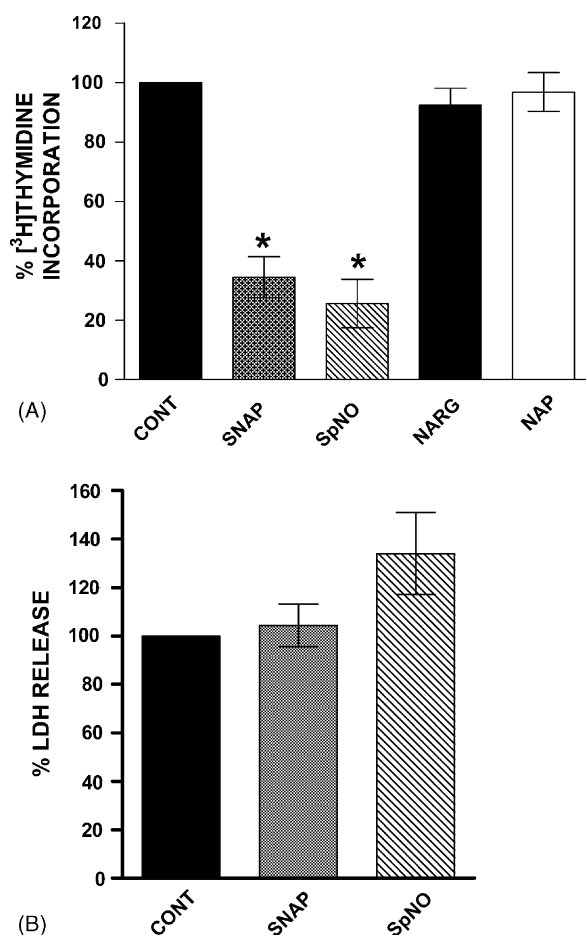 120
100
80
60
40
20
0
% [³H]THYMIDINE
INCORPORATION
*
*
CONT
SNAP
SpNO
NARG
NAP
(A)
160
140
120
100
80
60
40
20
0
% LDH RELEASE
CONT
SNAP
SpNO
(B)